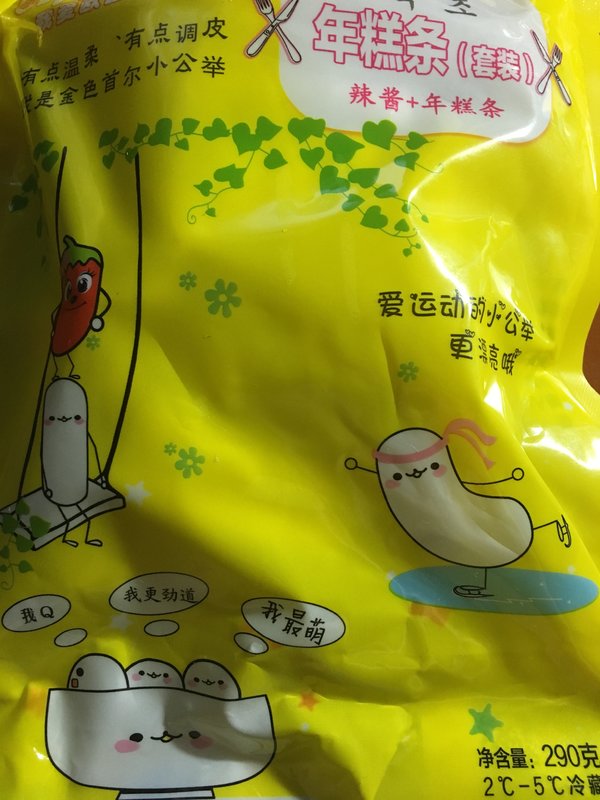 年糕条(套装)
辣酱+年糕条
有点温柔 有点调皮
是金色首尔小公举
爱运动的小公举
更漂亮哦
我Q
我更劲道
我最萌
净含量: 290克
2℃-5℃冷藏